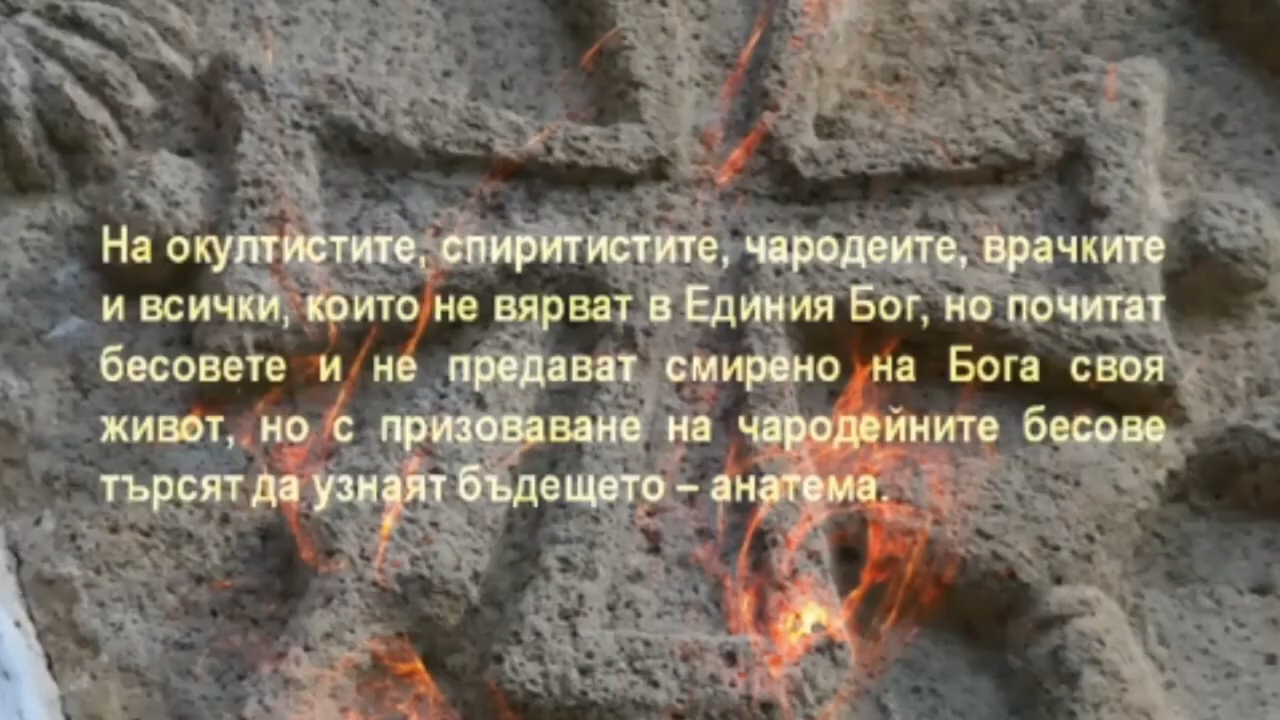 На окултистите, спиритистите, чародеите, врачките
и всички, които не вярват в Единия Бог, но почитат
бесовете и не предават смирено на Бога своя
живот, но с призоваване на чародейните бесове
търсят да узнаят бъдещето – анатема.